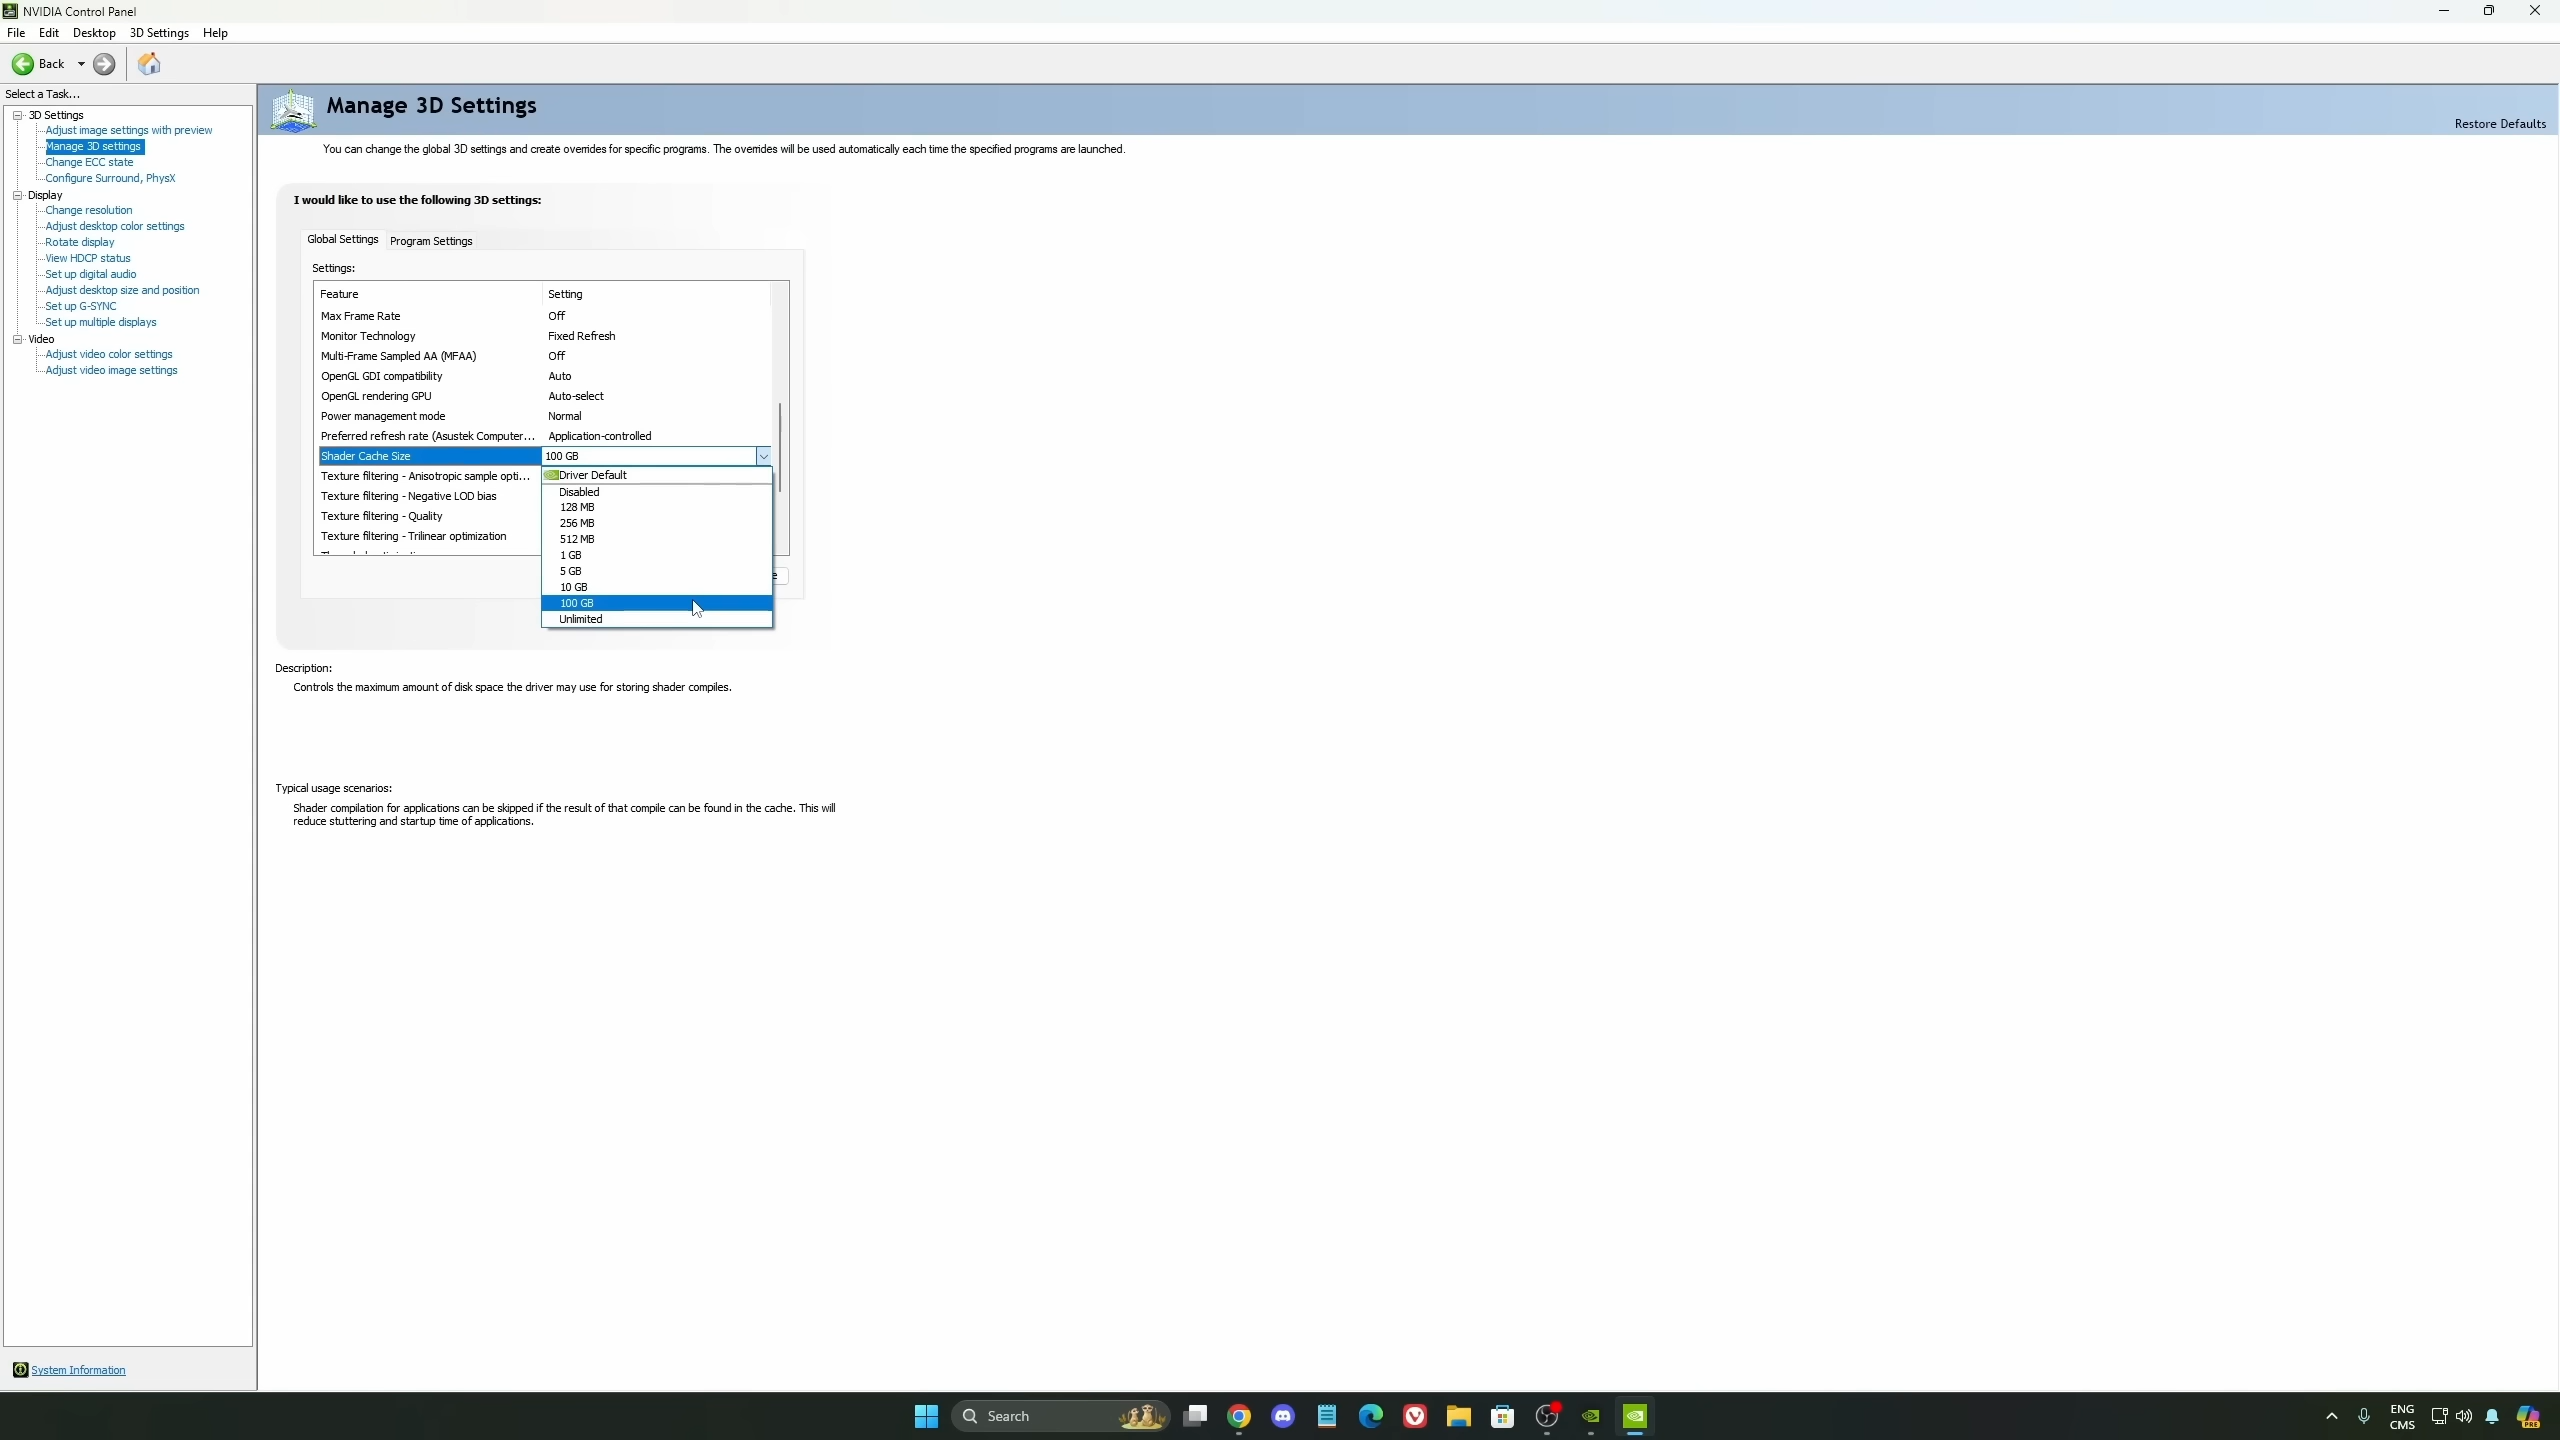 NVIDIA Control Panel
File Edit Desktop 3D Settings Help
Back
Select a Task...
3D Settings
Adjust image settings with preview
Manage 3D settings
Change ECC state
Configure Surround, PhysX
Display
Change resolution
Adjust desktop color settings
Rotate display
View HDCP status
Set up digital audio
Adjust desktop size and position
Set up G-SYNC
Set up multiple displays
Video
Adjust video color settings
Adjust video image settings
System Information
Manage 3D Settings
Restore Defaults
You can change the global 3D settings and create overrides for specific programs. The overrides will be used automatically each time the specified programs are launched.
I would like to use the following 3D settings:
Global Settings Program Settings
Settings:
Feature Setting
Max Frame Rate Off
Monitor Technology Fixed Refresh
Multi-Frame Sampled AA (MFAA) Off
OpenGL GDI compatibility Auto
OpenGL rendering GPU Auto-select
Power management mode Normal
Preferred refresh rate (Asustek Computer... Application-controlled
Shader Cache Size 100 GB
Texture filtering - Anisotropic sample opti...
Texture filtering - Negative LOD bias
Texture filtering - Quality
Texture filtering - Trilinear optimization
Driver Default
Disabled
128 MB
256 MB
512 MB
1 GB
5 GB
10 GB
100 GB
Unlimited
Description:
Controls the maximum amount of disk space the driver may use for storing shader compiles.
Typical usage scenarios:
Shader compilation for applications can be skipped if the result of that compile can be found in the cache. This will
reduce stuttering and startup time of applications.
Search
ENG
CMS
PRE